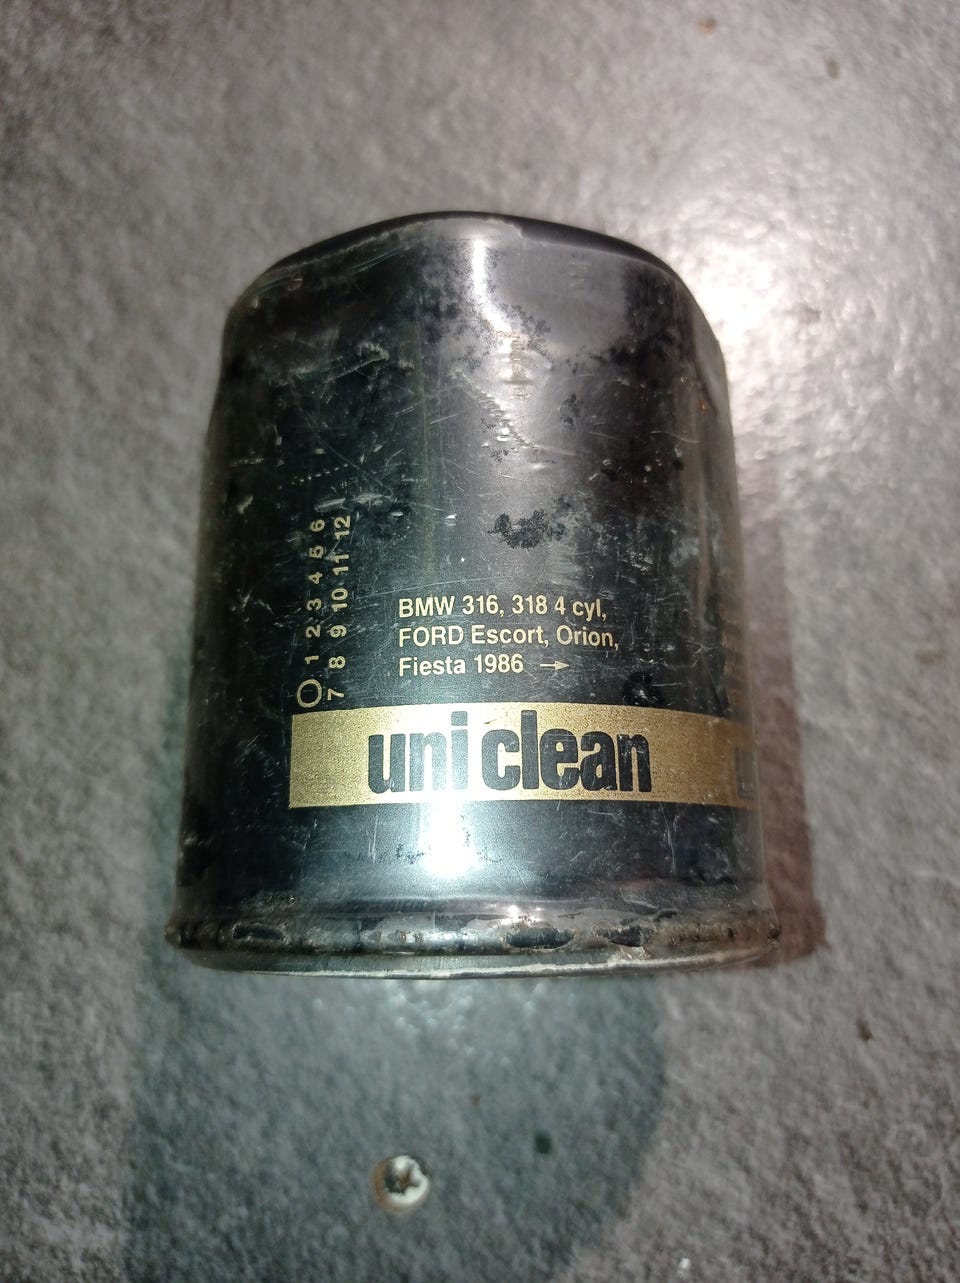 1 2 3 4 5 6
7 8 9 10 11 12
BMW 316, 318 4 cyl,
FORD Escort, Orion,
Fiesta 1986 →
uniclean